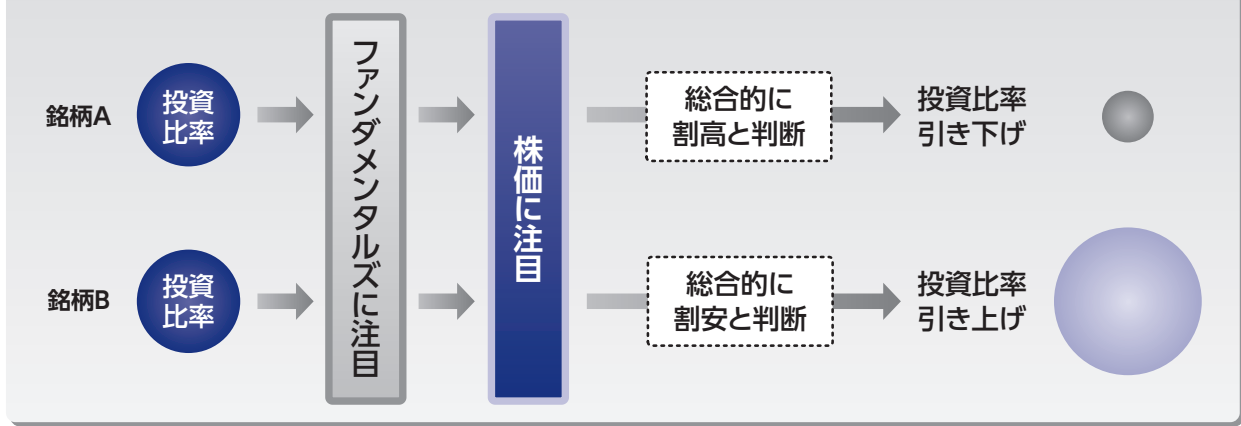 銘柄A
投資
比率
ファンダメンタルズに注目
株価に注目
総合的に
割高と判断
投資比率
引き下げ
銘柄B
投資
比率
総合的に
割安と判断
投資比率
引き上げ